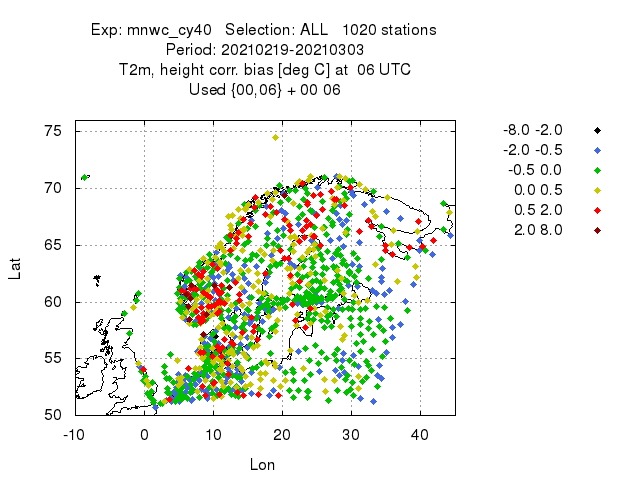 Exp: mnwc_cy40 Selection: ALL 1020 stations
Period: 20210219-20210303
T2m, height corr. bias [deg C] at 06 UTC
Used {00,06} + 00 06
-8.0 -2.0
-2.0 -0.5
-0.5 0.0
0.0 0.5
0.5 2.0
2.0 8.0
75
70
65
60
55
50
Lat
-10 0 10 20 30 40
Lon